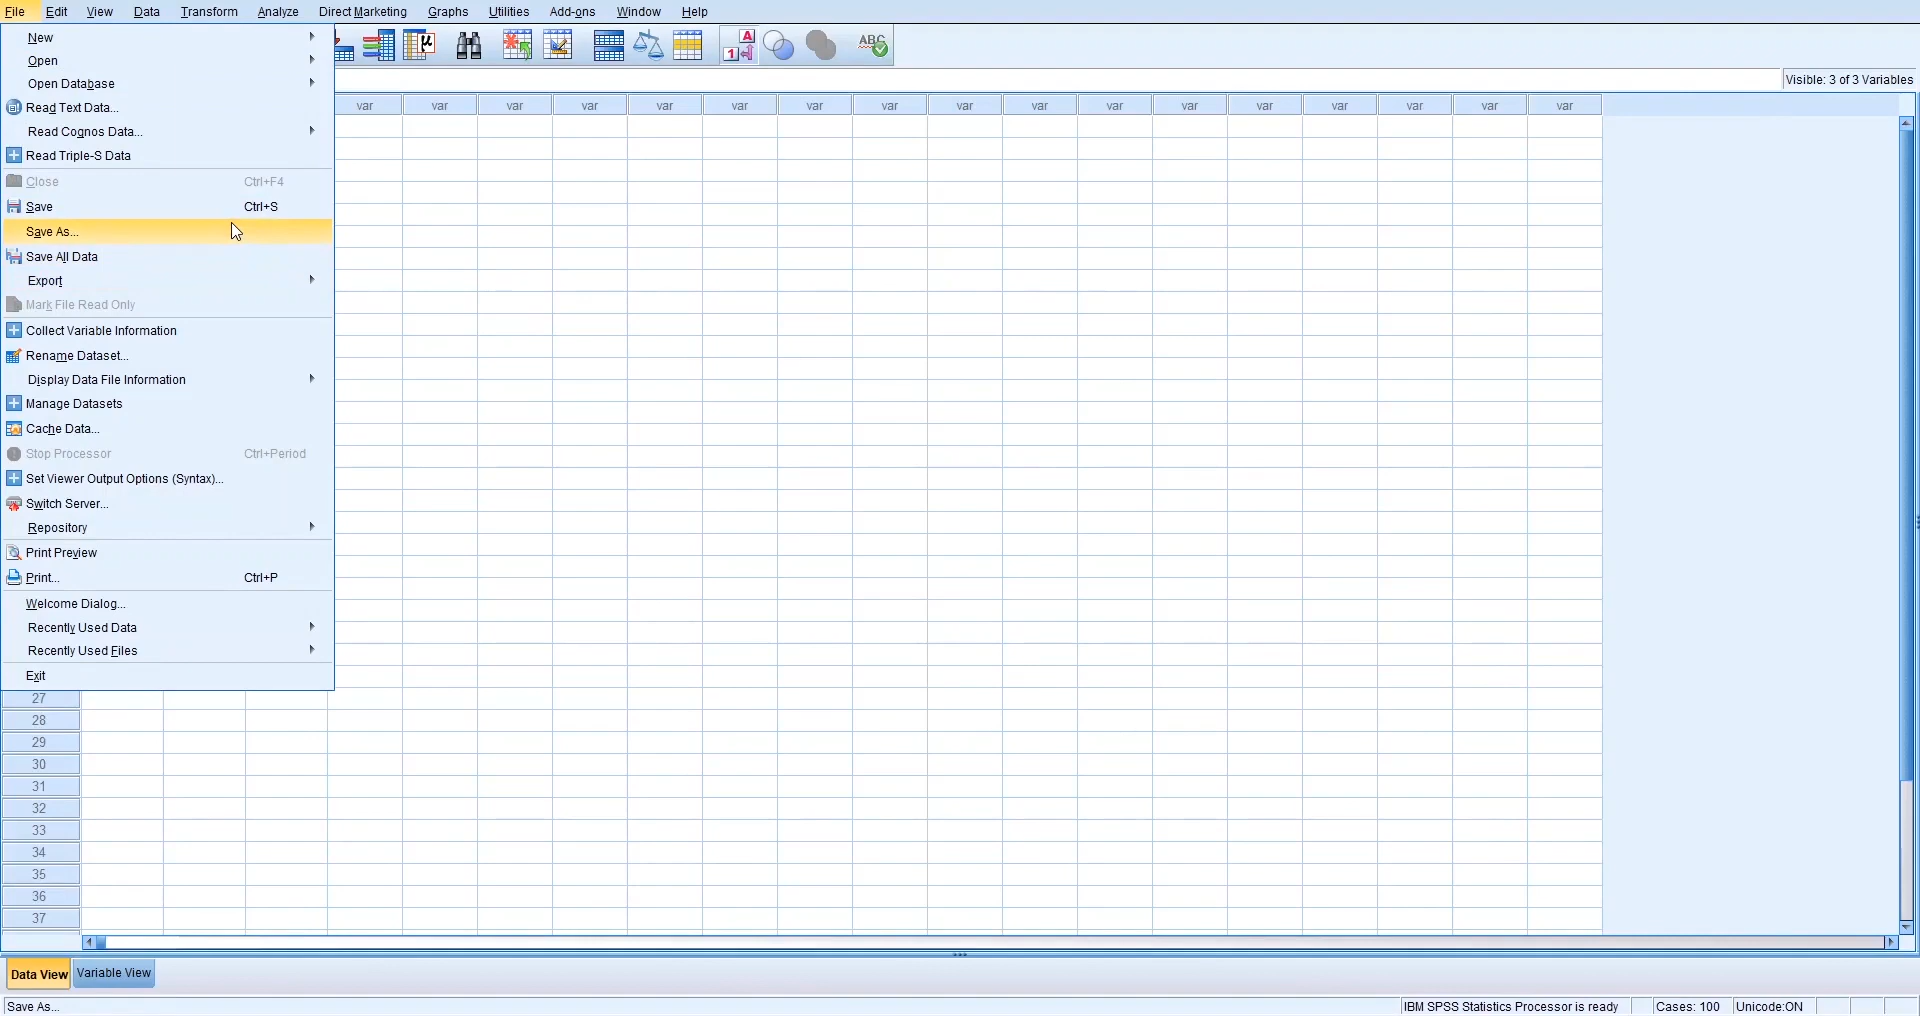 File Edit View Data Transform Analyze Direct Marketing Graphs Utilities Add-ons Window Help
New
Open
Open Database
Read Text Data...
Read Cognos Data...
Read Triple-S Data
Close Ctrl+F4
Save Ctrl+S
Save As...
Save All Data
Export
Mark File Read Only
Collect Variable Information
Rename Dataset...
Display Data File Information
Manage Datasets
Cache Data...
Stop Processor Ctrl+Period
Set Viewer Output Options (Syntax)...
Switch Server...
Repository
Print Preview
Print... Ctrl+P
Welcome Dialog...
Recently Used Data
Recently Used Files
Exit
μ 1 A ABC
Visible: 3 of 3 Variables
var var var var var var var var var var var var var var var var var
27
28
29
30
31
32
33
34
35
36
37
Data View Variable View
Save As... IBM SPSS Statistics Processor is ready Cases: 100 Unicode:ON